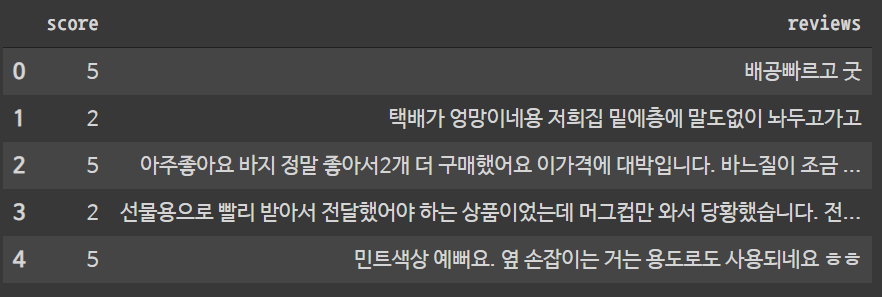 score reviews
0 5 배공빠르고 굿
1 2 택배가 엉망이네용 저희집 밑에층에 말도없이 놔두고가고
2 5 아주좋아요 바지 정말 좋아서2개 더 구매했어요 이가격에 대박입니다. 바느질이 조금 ...
3 2 선물용으로 빨리 받아서 전달했어야 하는 상품이었는데 머그컵만 와서 당황했습니다. 전...
4 5 민트색상 예뻐요. 옆 손잡이는 거는 용도로도 사용되네요 ㅎㅎ